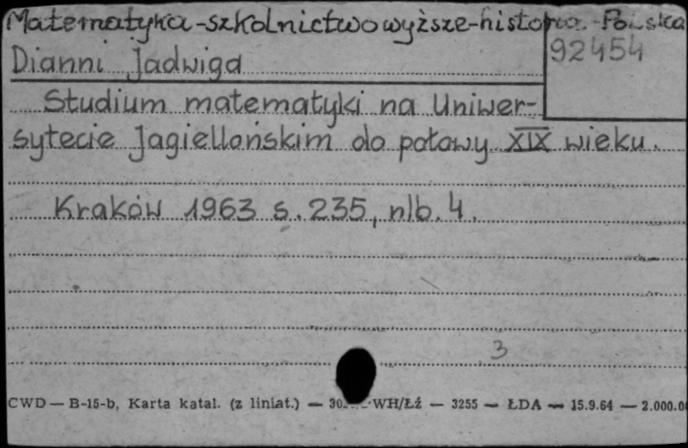 Matematyka-szkolnictwo wyższe-historia-Polska
92454
Dianni Jadwiga
Studium matematyki na Uniwer-
sytecie Jagiellońskim do połowy XIX wieku.
Kraków 1963 s. 235, nlb. 4.
3
CWD — B-15-b, Karta katal. (z liniat.) — WH/Łź — 3255 — ŁDA — 15.9.64 — 2.000.0